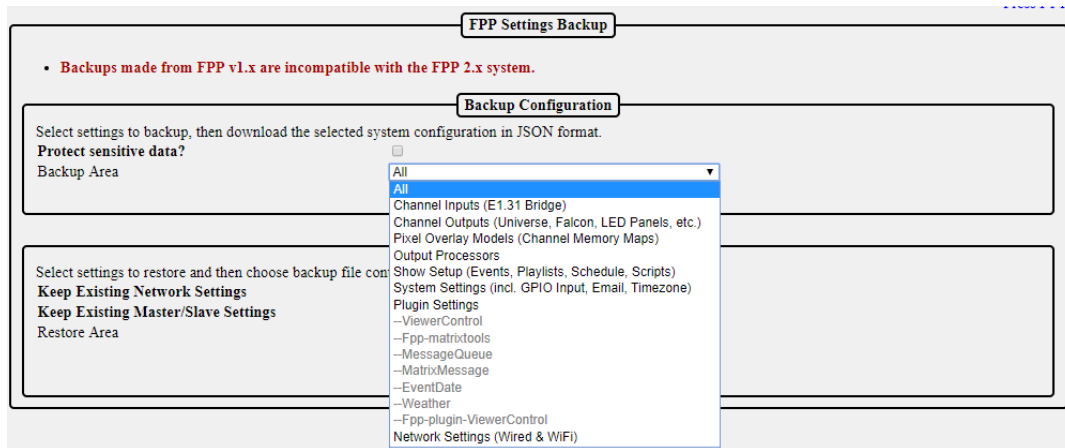 FPP Settings Backup
• Backups made from FPP v1.x are incompatible with the FPP 2.x system.
Backup Configuration
Select settings to backup, then download the selected system configuration in JSON format.
Protect sensitive data?
Backup Area
All
All
Channel Inputs (E1.31 Bridge)
Channel Outputs (Universe, Falcon, LED Panels, etc.)
Pixel Overlay Models (Channel Memory Maps)
Output Processors
Show Setup (Events, Playlists, Schedule, Scripts)
System Settings (incl. GPIO Input, Email, Timezone)
Plugin Settings
--ViewerControl
--Fpp-matrixtools
--MessageQueue
--MatrixMessage
--EventDate
--Weather
--Fpp-plugin-ViewerControl
Network Settings (Wired & WiFi)
Select settings to restore and then choose backup file con
Keep Existing Network Settings
Keep Existing Master/Slave Settings
Restore Area